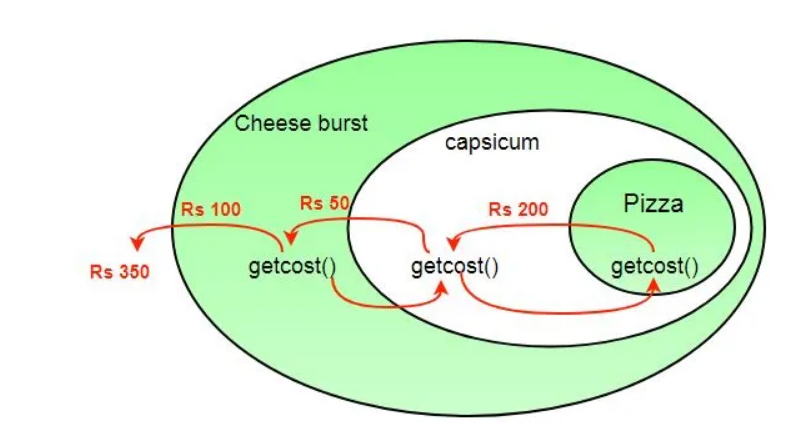 Cheese burst
capsicum
Pizza
Rs 100
Rs 50
Rs 200
Rs 350
getcost()
getcost()
getcost()